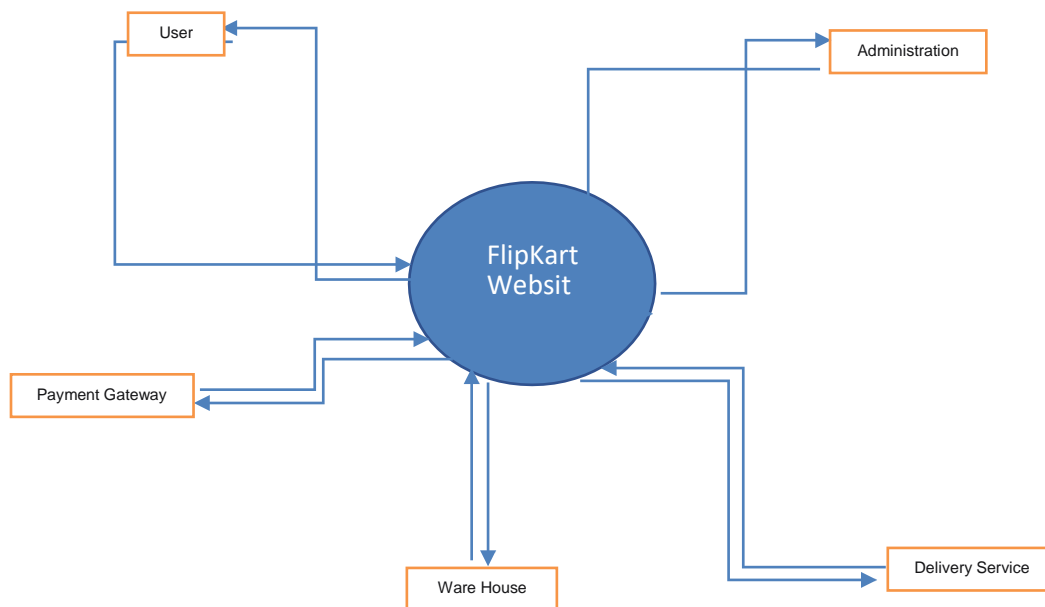 User
Administration
FlipKart
Websit
Payment Gateway
Ware House
Delivery Service